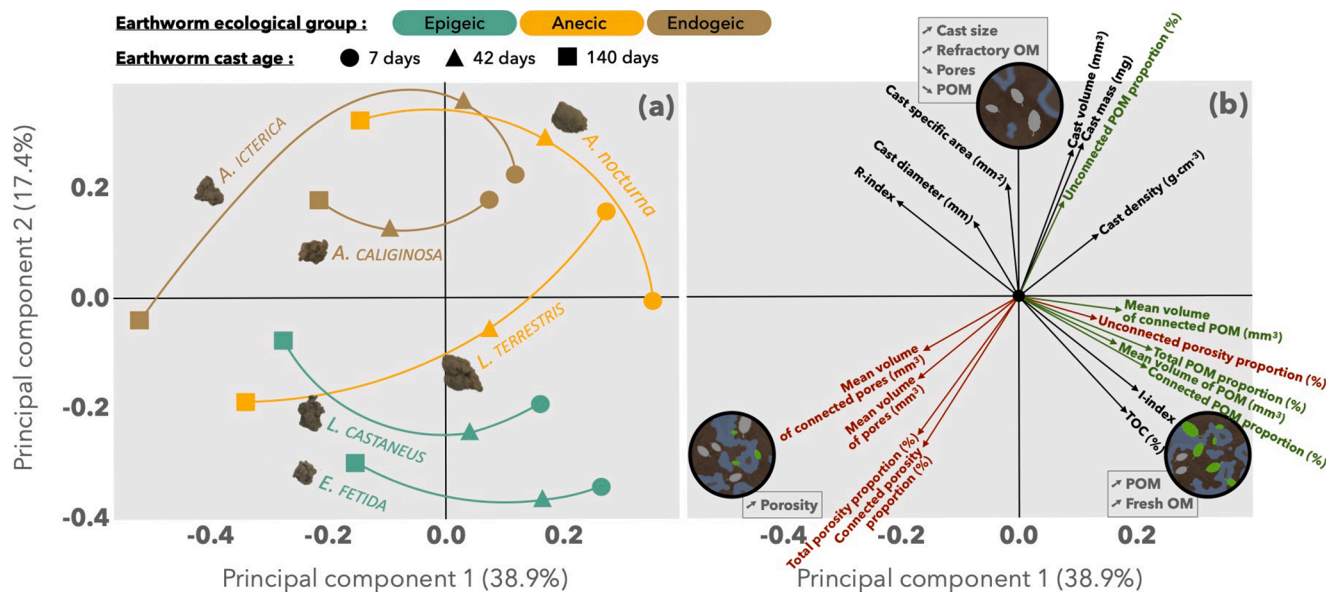 Earthworm ecological group :
Epigeic
Anecic
Endogeic
Earthworm cast age :
7 days
42 days
140 days
(a)
A. ICTERICA
A. nocturna
A. CALIGINOSA
L. TERRESTRIS
L. CASTANEUS
E. FETIDA
0.2
0.0
-0.2
-0.4
Principal component 2 (17.4%)
-0.4
-0.2
0.0
0.2
Principal component 1 (38.9%)
(b)
↗ Cast size
↗ Refractory OM
↘ Pores
↘ POM
Cast volume (mm³)
Cast mass (mg)
Unconnected POM proportion (%)
Cast specific area (mm²)
Cast diameter (mm)
R-index
Cast density (g.cm⁻³)
Mean volume
of connected POM (mm³)
Unconnected porosity proportion (%)
Total POM proportion (%)
Mean volume of POM (mm³)
Connected POM proportion (%)
I-index
TOC (%)
Mean volume
of connected pores (mm³)
Mean volume
of pores (mm³)
Total porosity proportion (%)
Connected porosity
proportion (%)
↗ Porosity
↗ POM
↗ Fresh OM
-0.4
-0.2
0.0
0.2
Principal component 1 (38.9%)